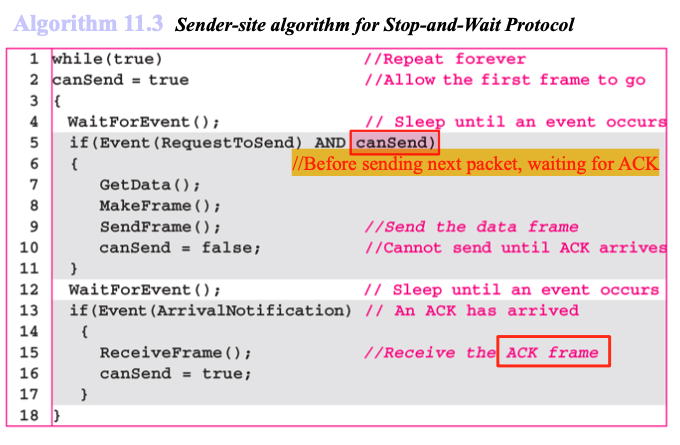 Algorithm 11.3 Sender-site algorithm for Stop-and-Wait Protocol
1 while(true) //Repeat forever
2 canSend = true //Allow the first frame to go
3 {
4 WaitForEvent(); // Sleep until an event occurs
5 if(Event(RequestToSend) AND canSend)
6 { //Before sending next packet, waiting for ACK
7 GetData();
8 MakeFrame();
9 SendFrame(); //Send the data frame
10 canSend = false; //Cannot send until ACK arrives
11 }
12 WaitForEvent(); // Sleep until an event occurs
13 if(Event(ArrivalNotification) // An ACK has arrived
14 {
15 ReceiveFrame(); //Receive the ACK frame
16 canSend = true;
17 }
18 }